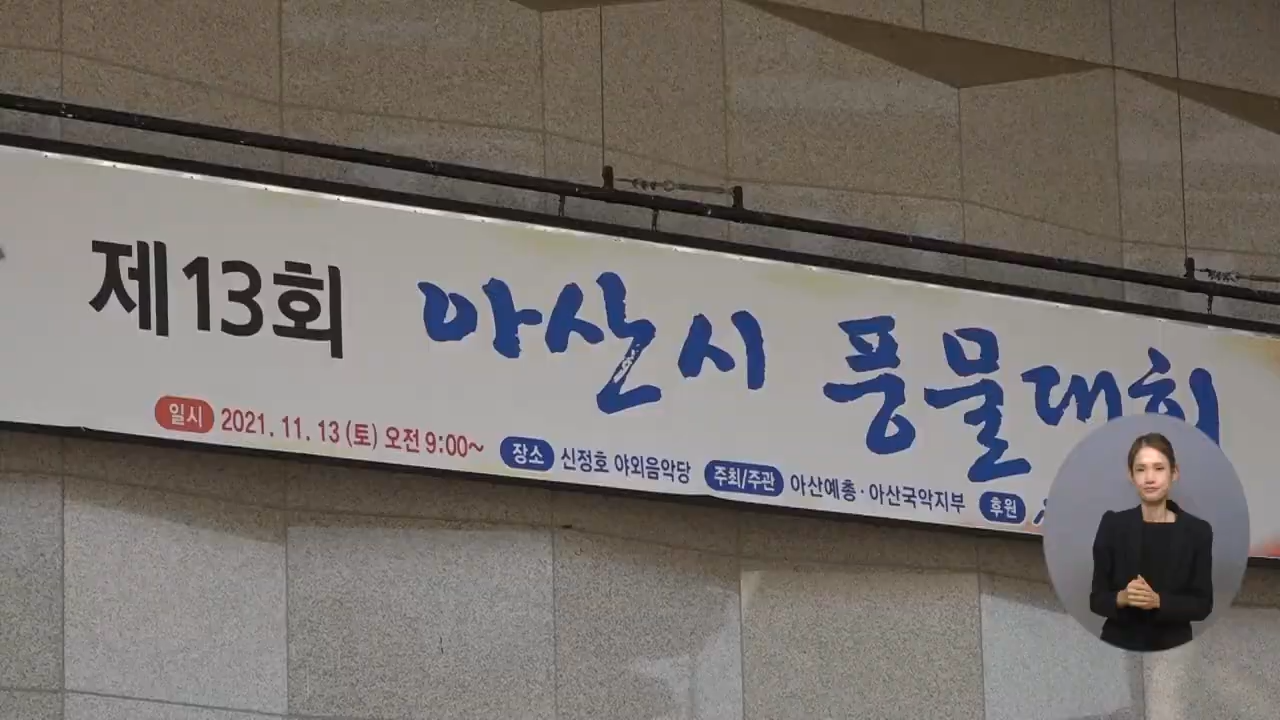 제13회 아산시 풍물대회
일시 2021. 11. 13 (토) 오전 9:00~ 장소 신정호 야외음악당 주최/주관 아산예총·아산국악지부 후원